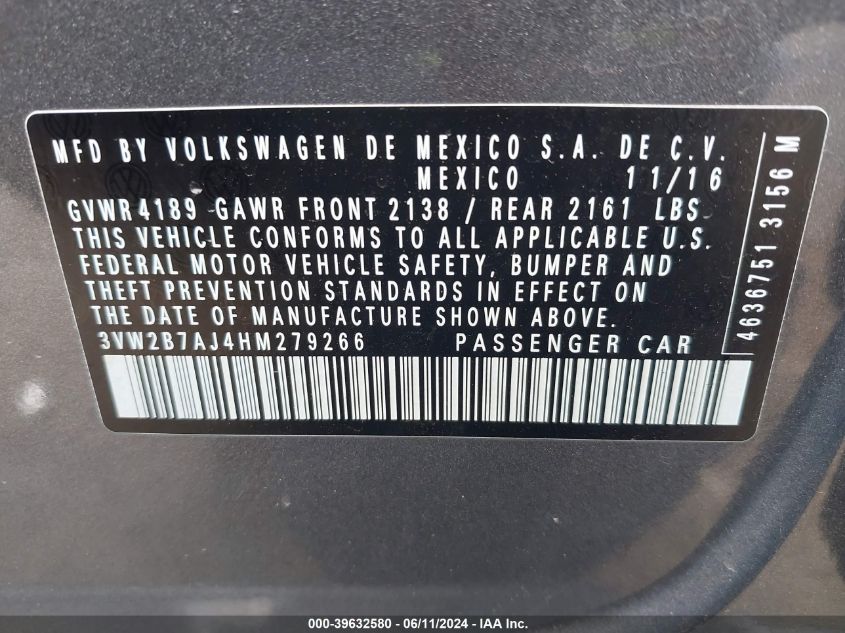 MFD BY VOLKSWAGEN DE MEXICO S.A. DE C.V.
MEXICO 11/16
GVWR 4189 GAWR FRONT 2138 / REAR 2161 LBS
THIS VEHICLE CONFORMS TO ALL APPLICABLE U.S.
FEDERAL MOTOR VEHICLE SAFETY, BUMPER AND
THEFT PREVENTION STANDARDS IN EFFECT ON
THE DATE OF MANUFACTURE SHOWN ABOVE.
3VW2B7AJ4HM279266 PASSENGER CAR
4636751 3156 M
000-39632580 - 06/11/2024 - IAA Inc.